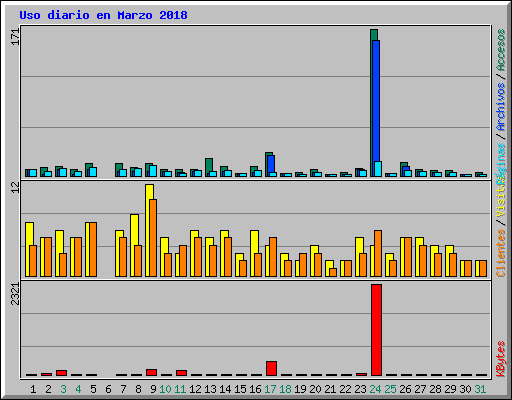 Uso diario en Marzo 2018
171
12
2321
Accesos / Archivos / Páginas
Visitas / Clientes
KBytes
1 2 3 4 5 6 7 8 9 10 11 12 13 14 15 16 17 18 19 20 21 22 23 24 25 26 27 28 29 30 31